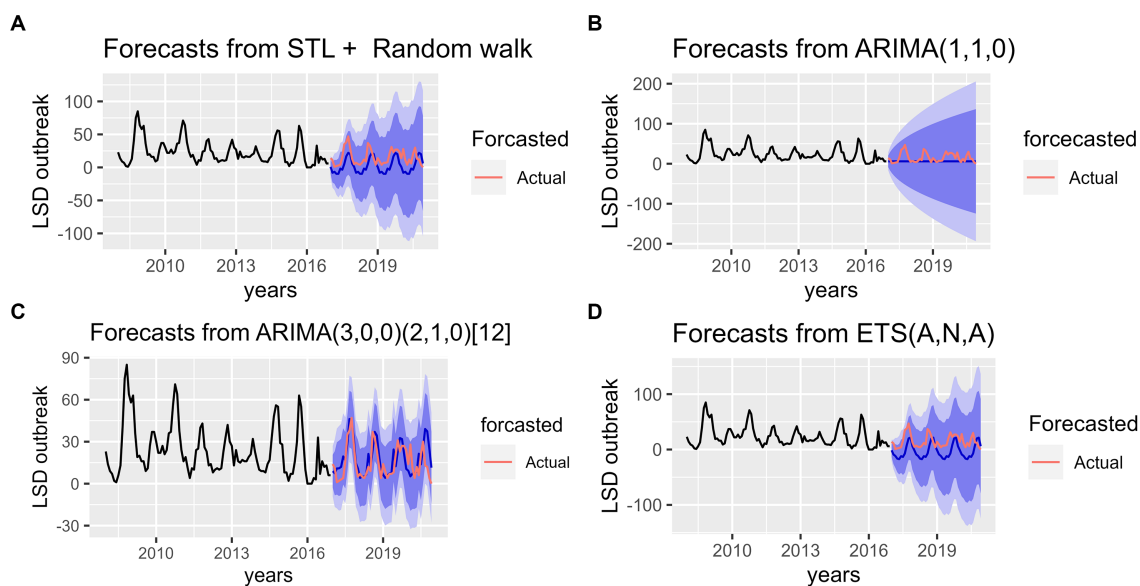 A
Forecasts from STL +  Random walk
100
50
0
-50
-100
LSD outbreak
2010
2013
2016
2019
years
Forcasted
Actual
B
Forecasts from ARIMA(1,1,0)
200
100
0
-100
-200
LSD outbreak
2010
2013
2016
2019
years
forcecasted
Actual
C
Forecasts from ARIMA(3,0,0)(2,1,0)[12]
90
60
30
0
-30
LSD outbreak
2010
2013
2016
2019
years
forcasted
Actual
D
Forecasts from ETS(A,N,A)
100
0
-100
LSD outbreak
2010
2013
2016
2019
years
Forecasted
Actual